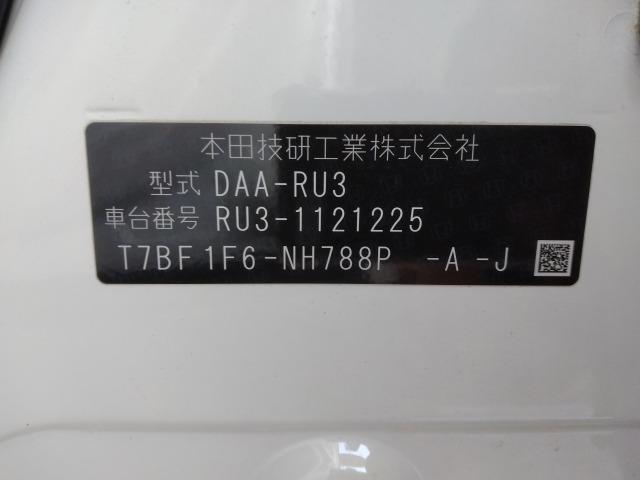 本田技研工業株式会社
型式 DAA-RU3
車台番号 RU3-1121225
T7BF1F6-NH788P -A-J